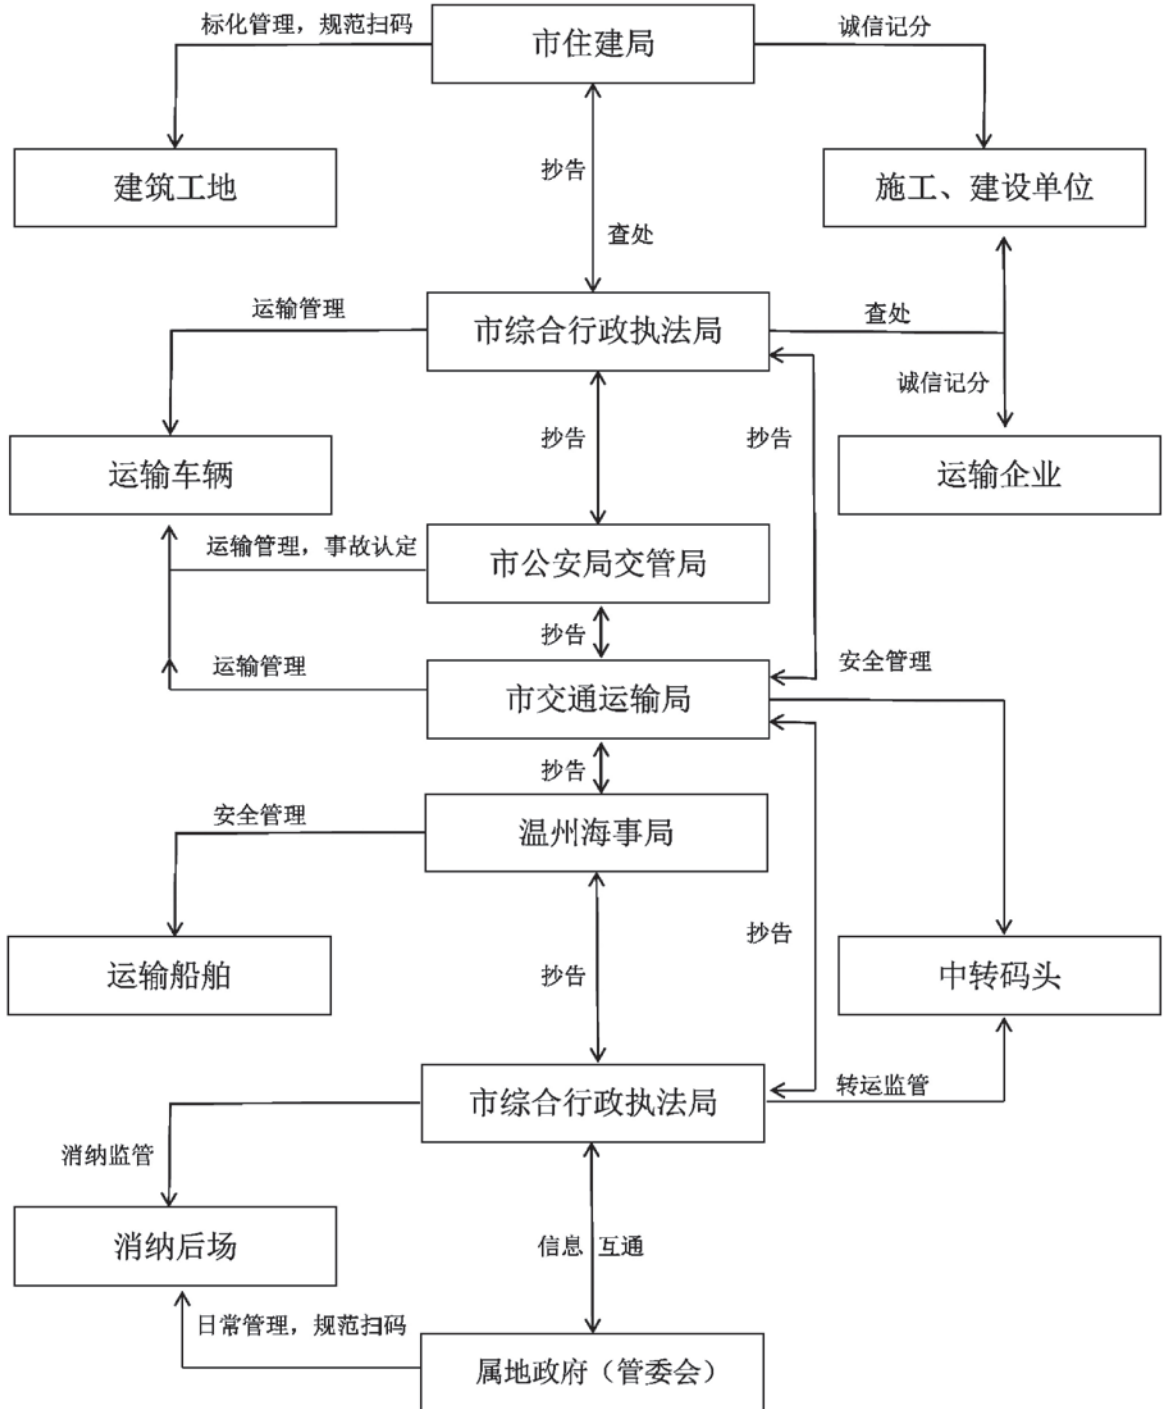 标化管理，规范扫码
市住建局
诚信记分
建筑工地
抄告
施工、建设单位
查处
运输管理
市综合行政执法局
查处
诚信记分
运输车辆
抄告
抄告
运输企业
运输管理，事故认定
市公安局交管局
抄告
运输管理
市交通运输局
安全管理
抄告
安全管理
温州海事局
抄告
运输船舶
抄告
中转码头
市综合行政执法局
转运监管
消纳监管
消纳后场
信息 互通
日常管理，规范扫码
属地政府（管委会）